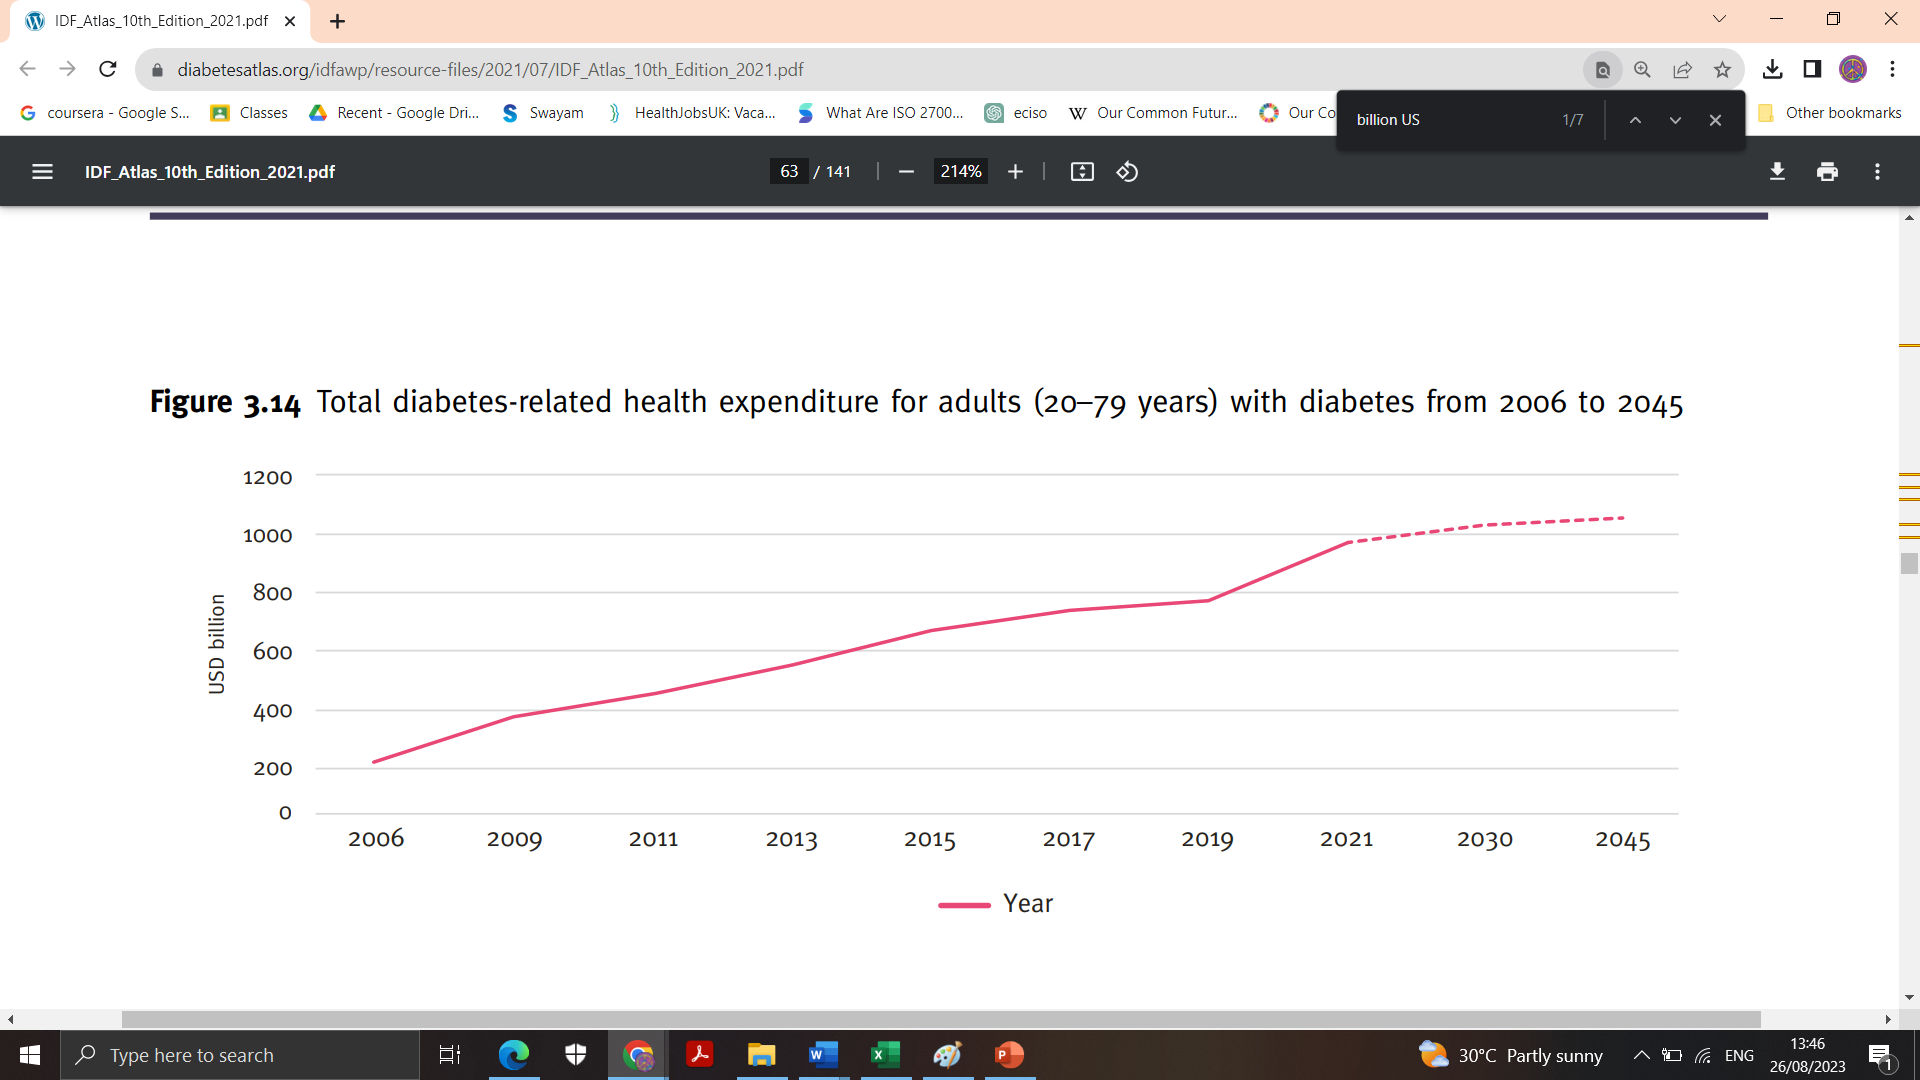 IDF_Atlas_10th_Edition_2021.pdf
diabetesatlas.org/idfawp/resource-files/2021/07/IDF_Atlas_10th_Edition_2021.pdf
coursera - Google S... Classes Recent - Google Dri... Swayam HealthJobsUK: Vaca... What Are ISO 2700... eciso Our Common Futur... Our Co Other bookmarks
billion US 1/7
IDF_Atlas_10th_Edition_2021.pdf 63 / 141 214%
Figure 3.14 Total diabetes-related health expenditure for adults (20–79 years) with diabetes from 2006 to 2045
USD billion
1200
1000
800
600
400
200
0
2006 2009 2011 2013 2015 2017 2019 2021 2030 2045
Year
Type here to search 30°C Partly sunny ENG 13:46
26/08/2023 1